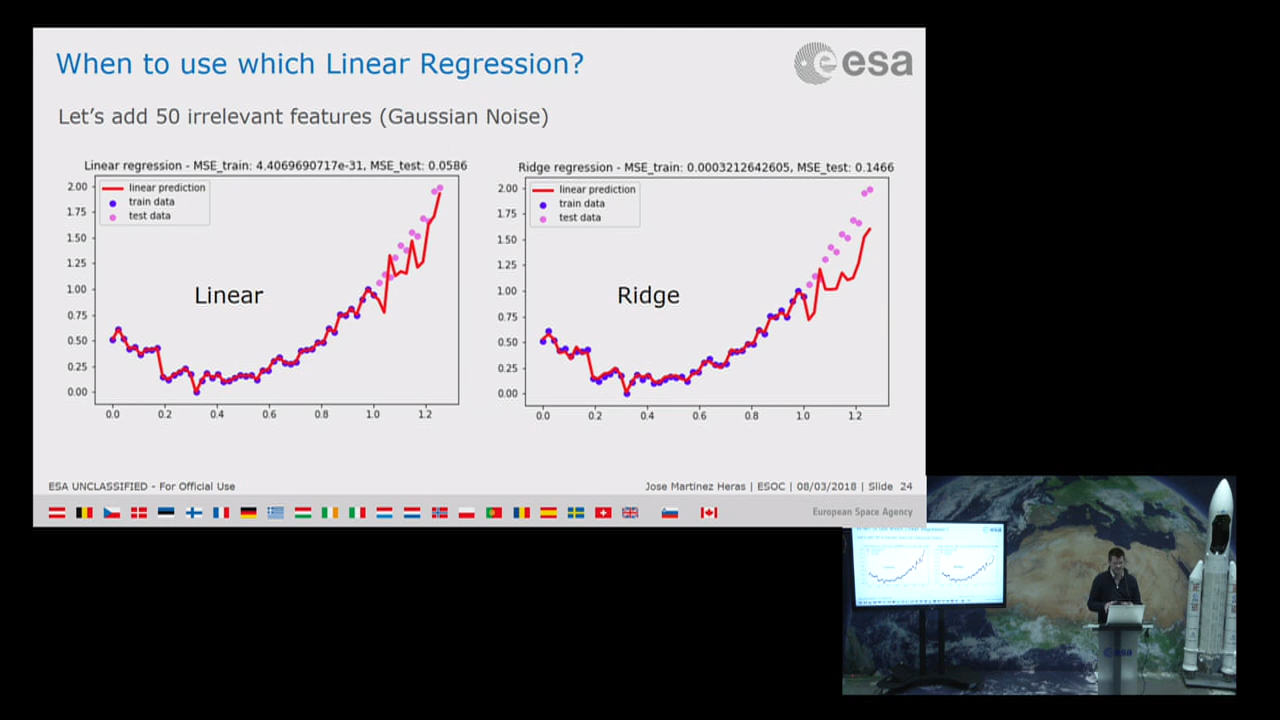 When to use which Linear Regression?
esa
Let's add 50 irrelevant features (Gaussian Noise)
Linear regression - MSE_train: 4.4069690717e-31, MSE_test: 0.0586
linear prediction
train data
test data
2.00
1.75
1.50
1.25
1.00
0.75
0.50
0.25
0.00
Linear
0.0 0.2 0.4 0.6 0.8 1.0 1.2
Ridge regression - MSE_train: 0.0003212642605, MSE_test: 0.1466
linear prediction
train data
test data
2.00
1.75
1.50
1.25
1.00
0.75
0.50
0.25
0.00
Ridge
0.0 0.2 0.4 0.6 0.8 1.0 1.2
ESA UNCLASSIFIED - For Official Use
Jose Martinez Heras | ESOC | 08/03/2018 | Slide 24
European Space Agency
esa